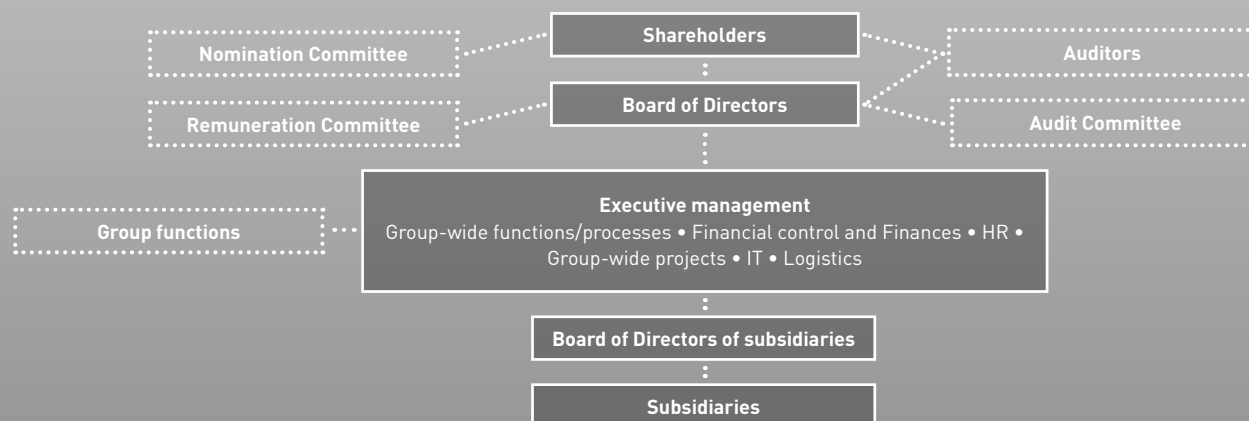 Shareholders
Nomination Committee
Auditors
Board of Directors
Remuneration Committee
Audit Committee
Executive management
Group functions
Group-wide functions/processes • Financial control and Finances • HR •
Group-wide projects • IT • Logistics
Board of Directors of subsidiaries
Subsidiaries